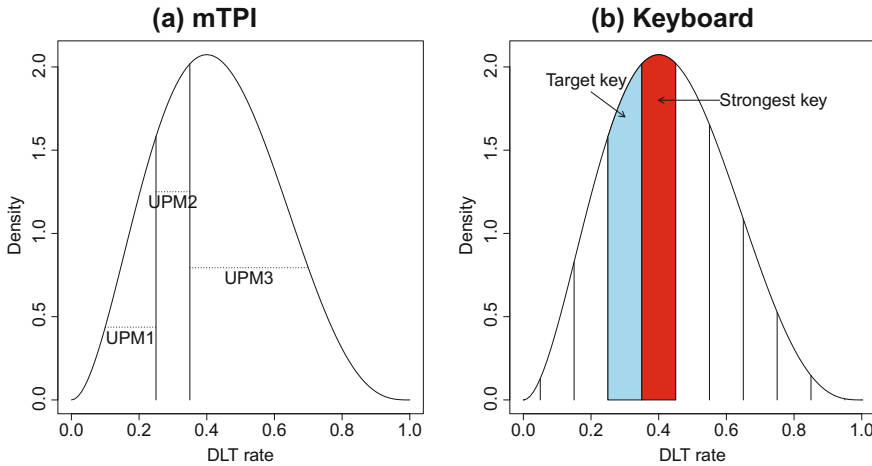 (a) mTPI
Density
2.0
1.5
1.0
0.5
0.0
UPM1
UPM2
UPM3
0.0 0.2 0.4 0.6 0.8 1.0
DLT rate
(b) Keyboard
Density
2.0
1.5
1.0
0.5
0.0
Target key
Strongest key
0.0 0.2 0.4 0.6 0.8 1.0
DLT rate